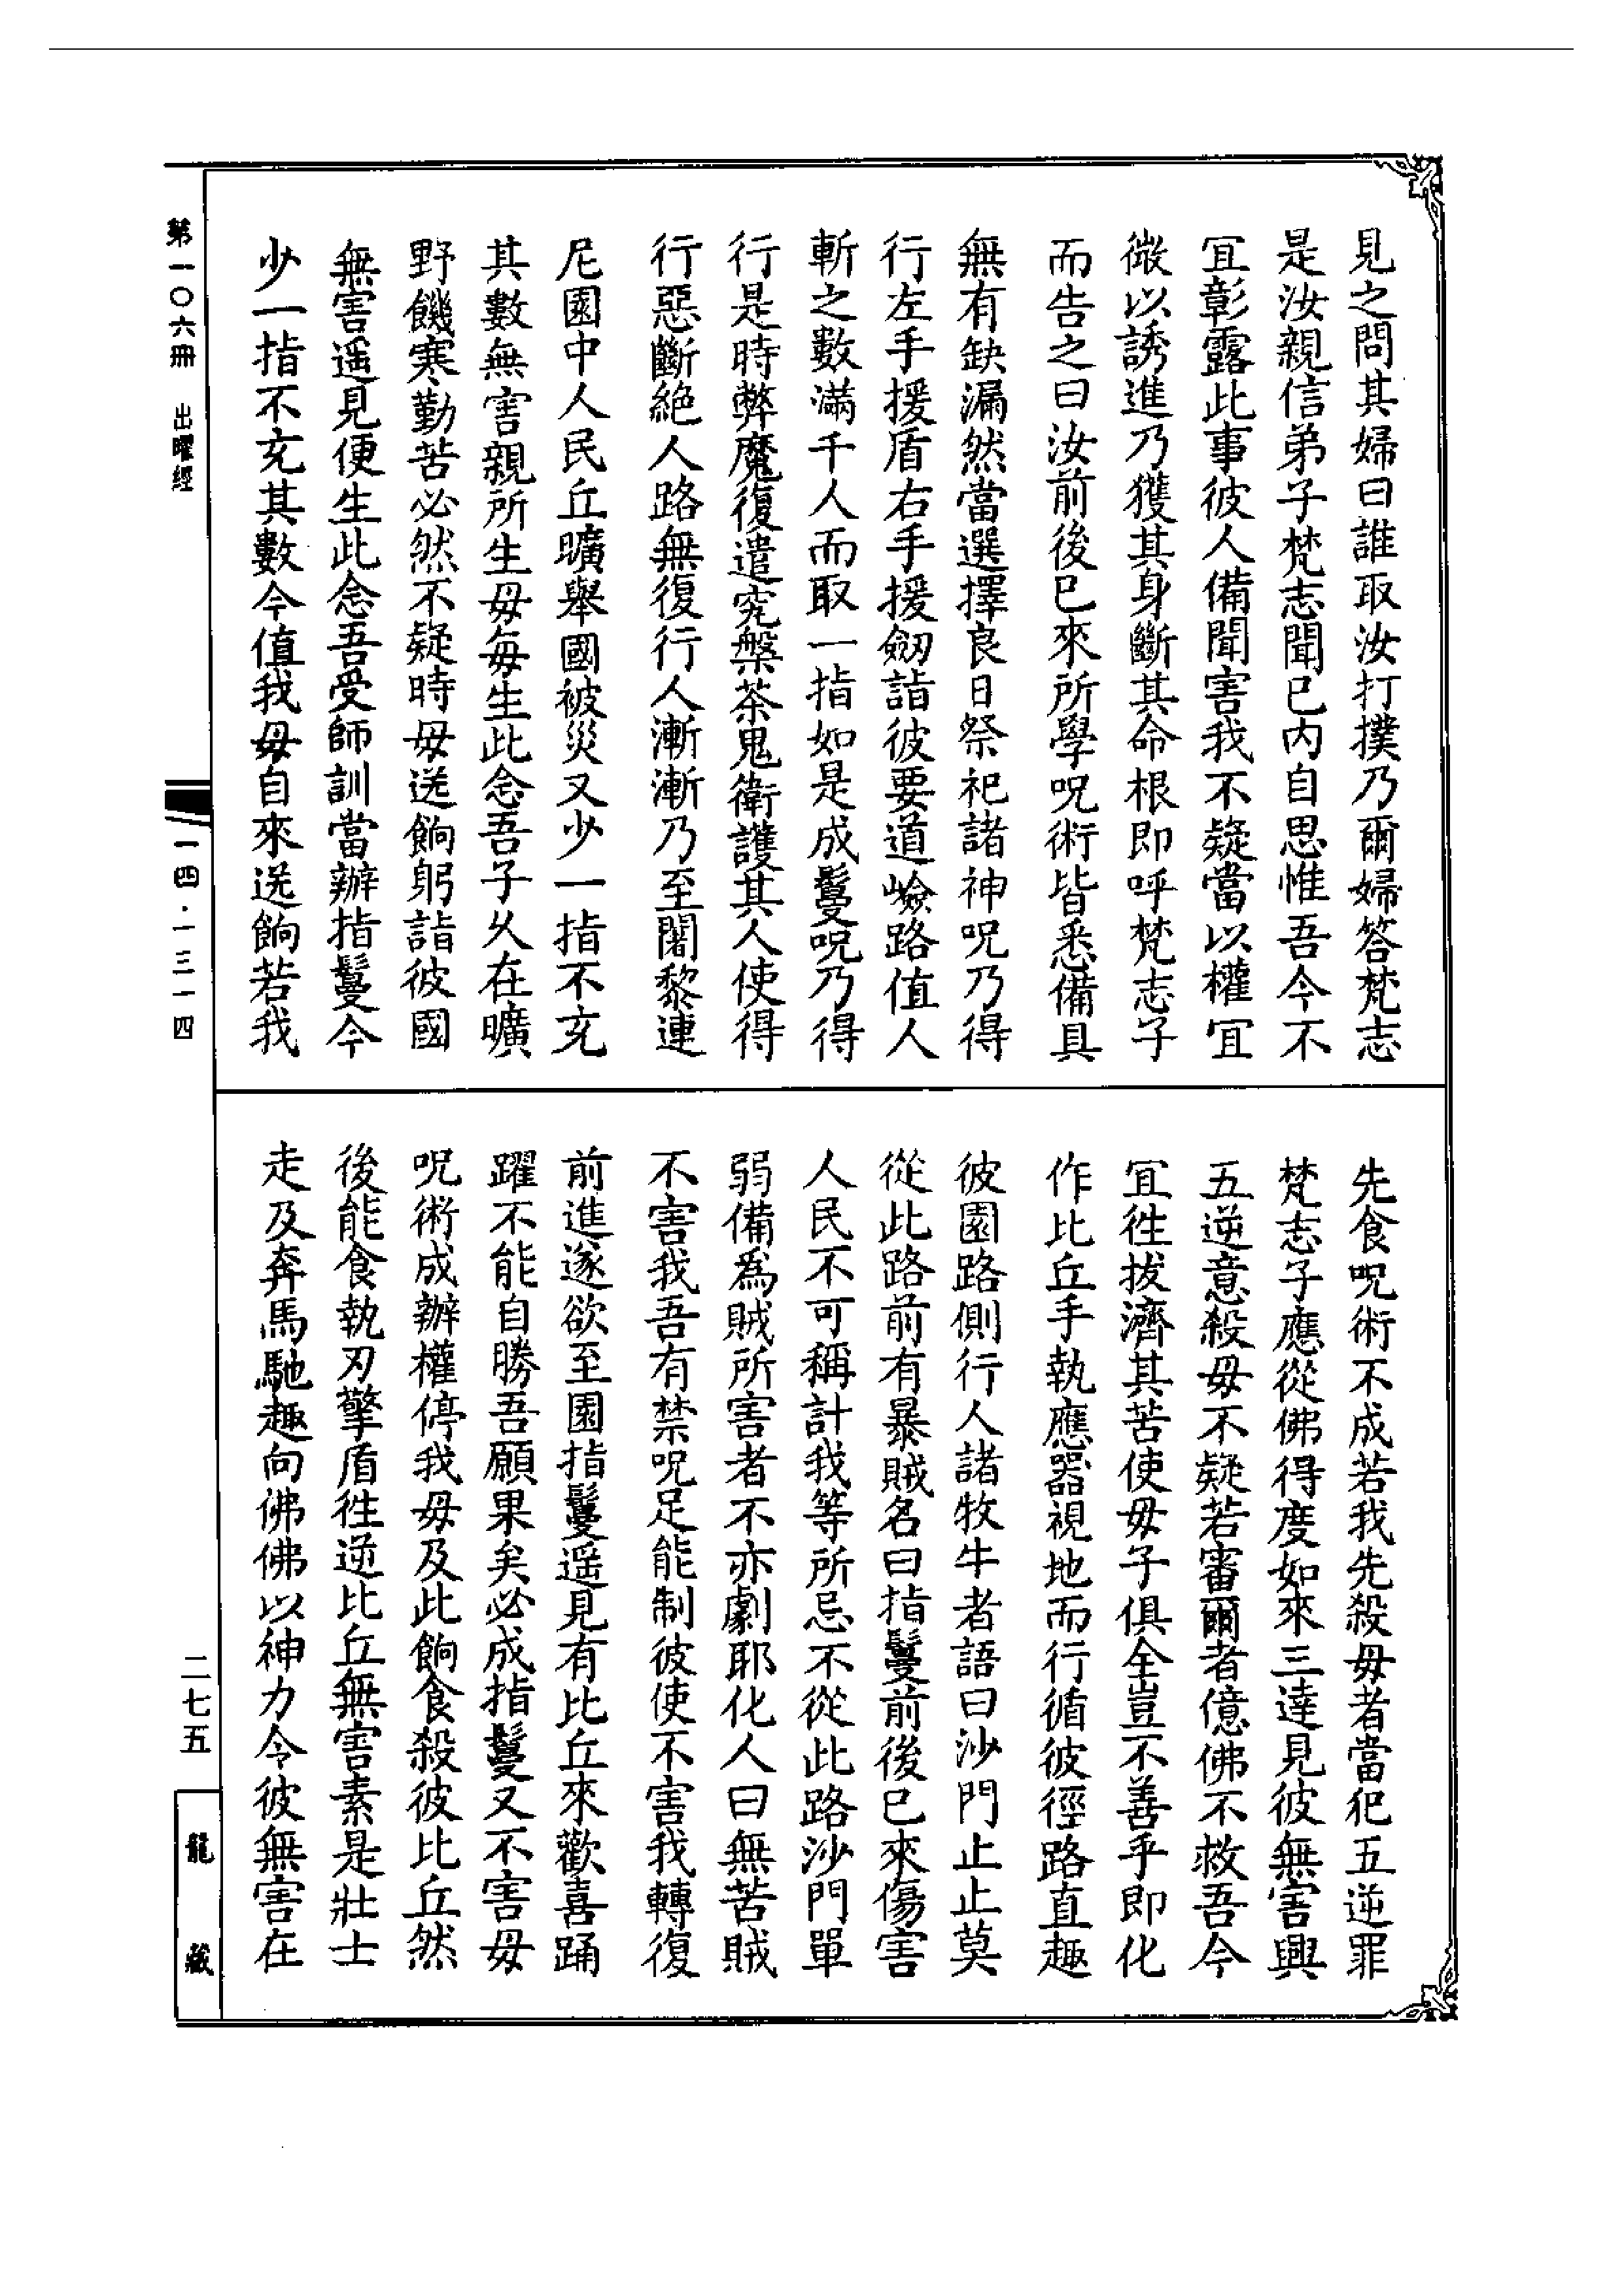 見之問其婦曰誰取汝打撲乃爾婦答梵志
是汝親信弟子梵志聞已内自思惟吾今不
宜彰露此事彼人備聞害我不疑當以權宜
微以誘進乃獲其身斷其命根即呼梵志子
而告之曰汝前後已來所學呪術皆悉備具
無有缺漏然當選擇良日祭祀諸神呪乃得
行左手援盾右手援劒詣彼要道嶮路值人
斬之數滿千人而取一指如是成鬘呪乃得
行是時弊魔復遣究槃茶鬼衛護其人使得
行惡斷絶人路無復行人漸漸乃至闍黎連
尼園中人民丘曠舉國被災又少一指不充
其數無害親所生母每生此念吾子久在曠
野饑寒勤苦必然不疑時母送餉躬詣彼國
無害遥見便生此念吾受師訓當辦指鬘今
少一指不充其數今值我母自來送餉若我
先食呪術不成若我先殺母者當犯五逆罪
梵志子應從佛得度如來三達見彼無害興
五逆意殺母不疑若審爾者億佛不救吾今
宜徃拔濟其苦使母子俱全豈不善乎即化
作比丘手執應器視地而行循彼徑路直趣
彼園路側行人諸牧牛者語曰沙門止止莫
從此路前有暴賊名曰指鬘前後已來傷害
人民不可稱計我等所忌不從此路沙門單
弱備爲賊所害者不亦劇耶化人曰無苦賊
不害我吾有禁呪足能制彼使不害我轉復
前進遂欲至園指鬘遥見有比丘來歡喜踊
躍不能自勝吾願果矣必成指鬘又不害母
呪術成辦權停我母及此餉食殺彼比丘然
後能食執刃擎盾徃逆比丘無害素是壯士
走及奔馬馳趣向佛佛以神力令彼無害在
第一〇六冊　出曜經
一四·一三一四
二七五
龍藏